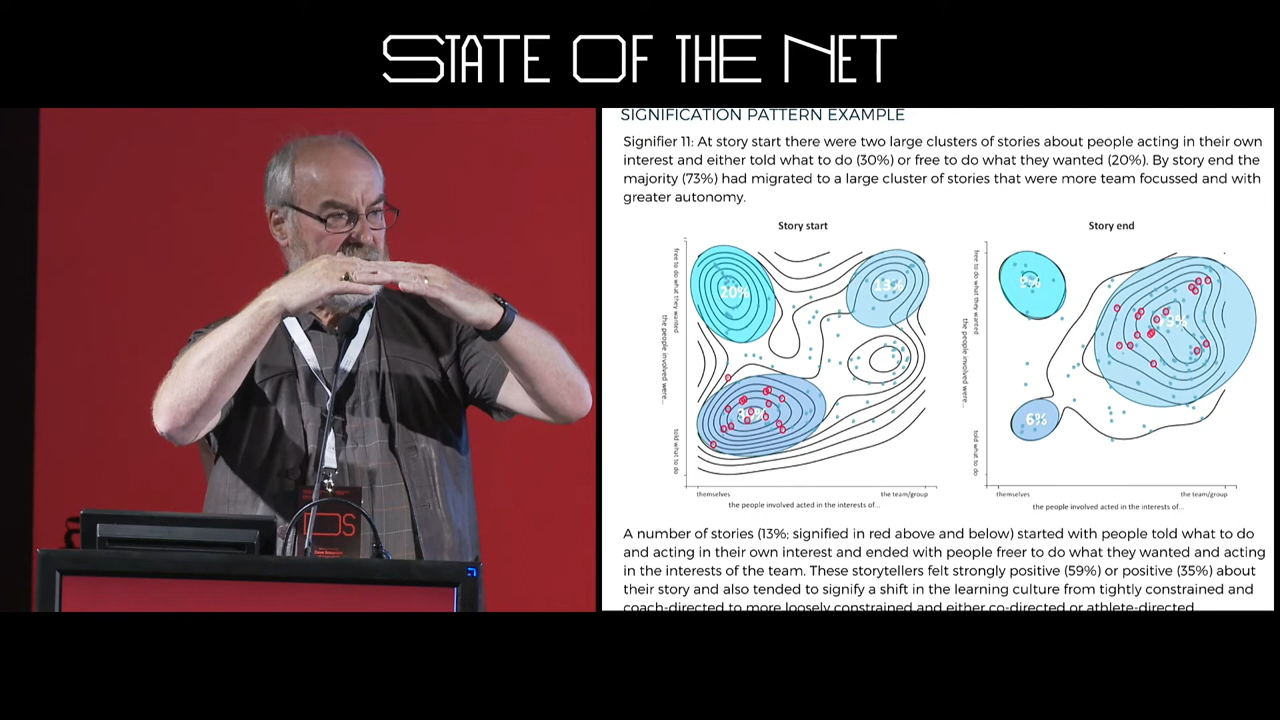 STATE OF THE NET
SIGNIFICATION PATTERN EXAMPLE
Signifier 11: At story start there were two large clusters of stories about people acting in their own
interest and either told what to do (30%) or free to do what they wanted (20%). By story end the
majority (73%) had migrated to a large cluster of stories that were more team focussed and with
greater autonomy.
Story start
Story end
free to do what they wanted
the people involved were...
told what to do
20%
13%
themselves
the team/group
the people involved acted in the interests of...
free to do what they wanted
the people involved were...
told what to do
6%
themselves
the team/group
the people involved acted in the interests of...
A number of stories (13%; signified in red above and below) started with people told what to do
and acting in their own interest and ended with people freer to do what they wanted and acting
in the interests of the team. These storytellers felt strongly positive (59%) or positive (35%) about
their story and also tended to signify a shift in the learning culture from tightly constrained and
coach-directed to more loosely constrained and either co-directed or athlete-directed